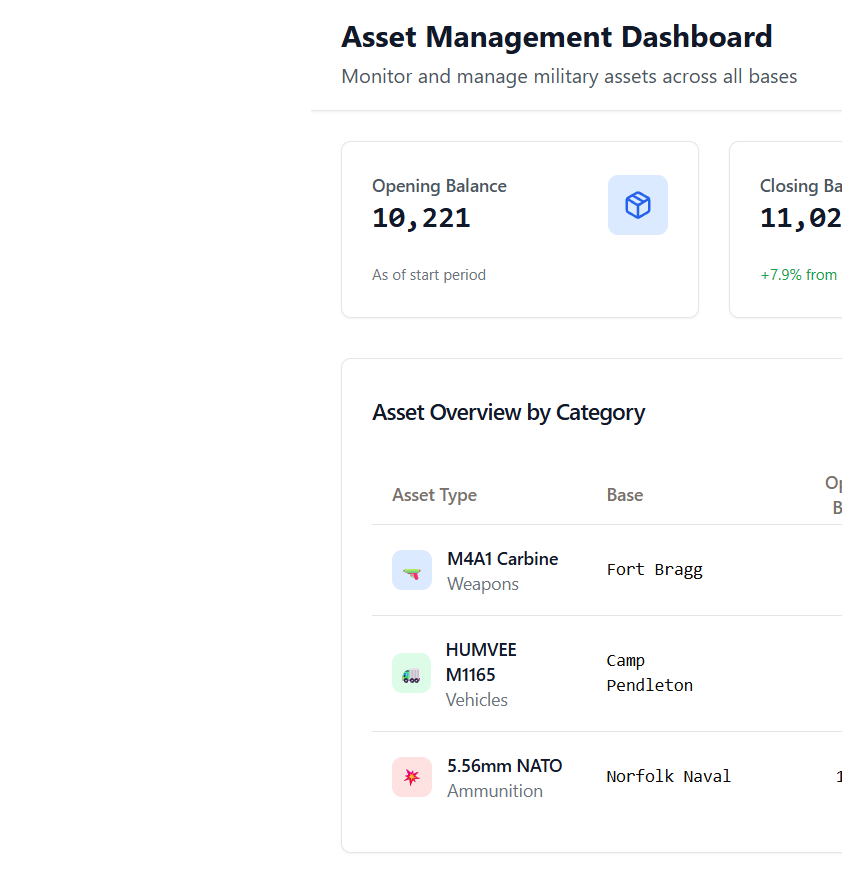 Asset Management Dashboard
Monitor and manage military assets across all bases
Opening Balance
10,221
As of start period
Closing Ba
11,02
+7.9% from
Asset Overview by Category
Asset Type
Base
Op
B
M4A1 Carbine
Weapons
Fort Bragg
HUMVEE
M1165
Vehicles
Camp
Pendleton
5.56mm NATO
Ammunition
Norfolk Naval
1